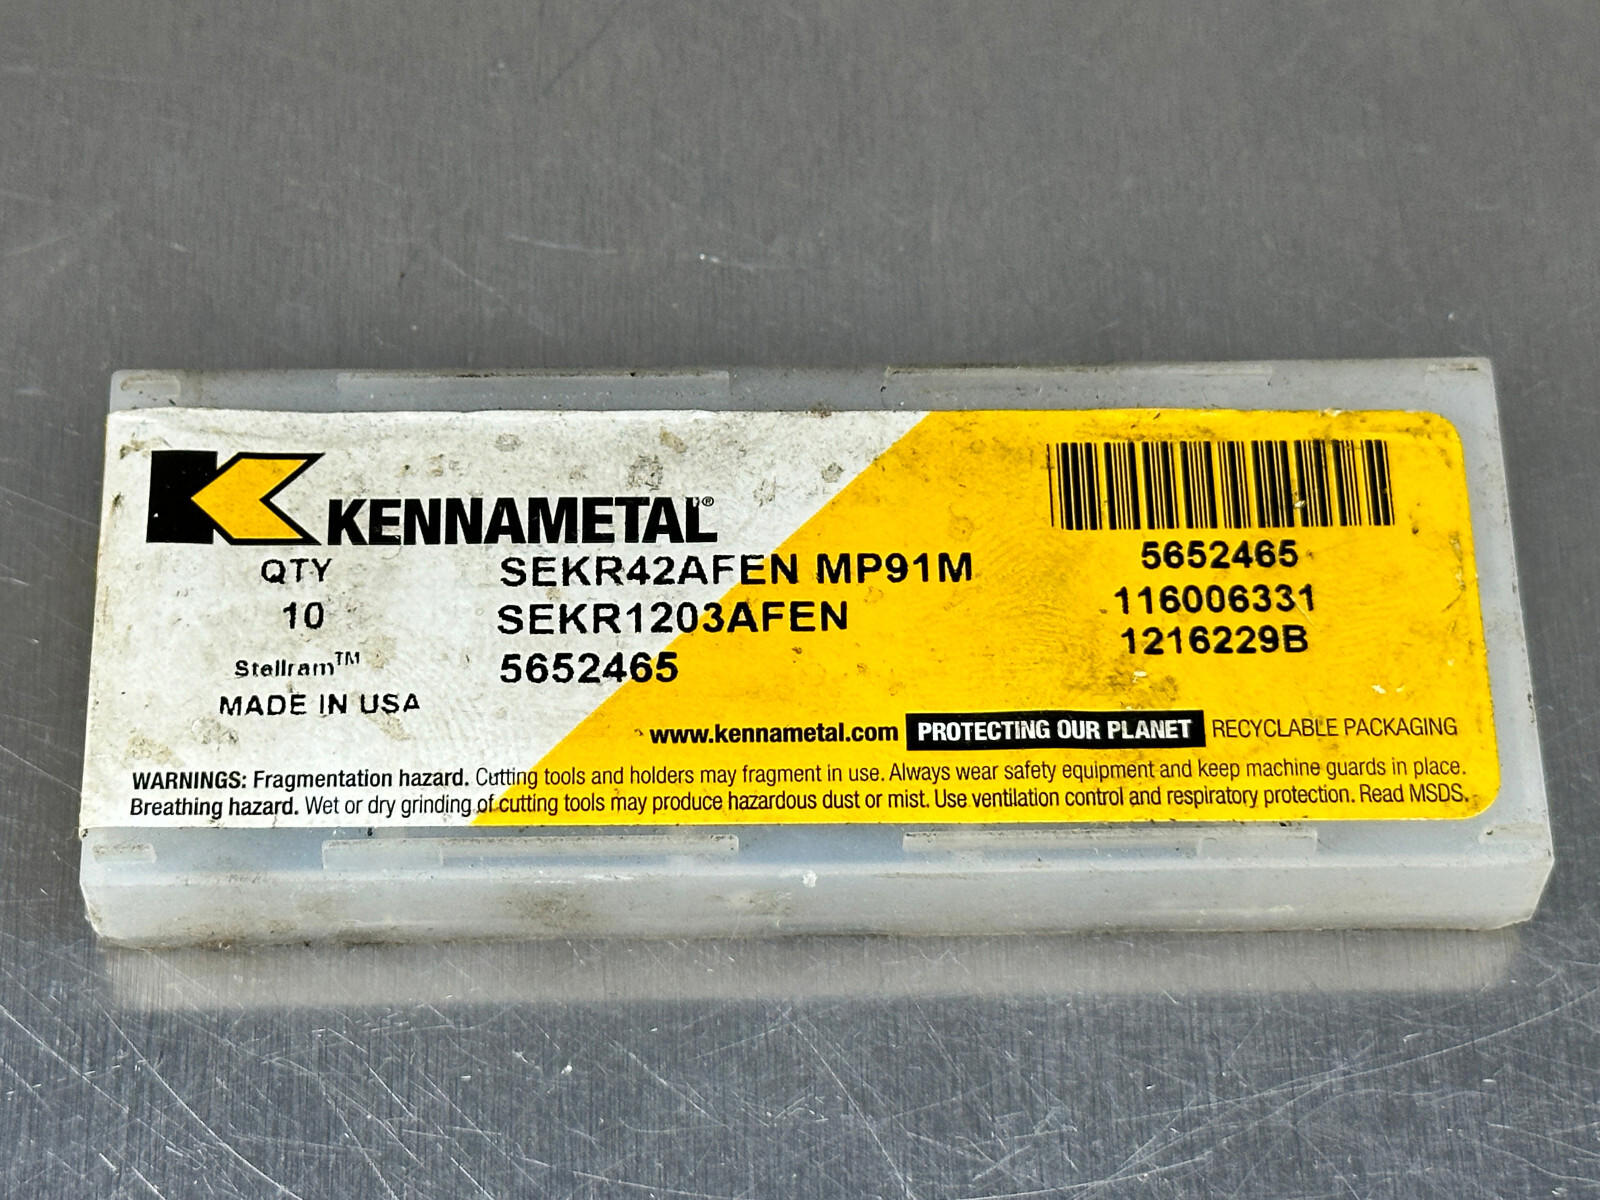 KENNAMETAL®
QTY
10
Stellram™
MADE IN USA
SEKR42AFEN MP91M
SEKR1203AFEN
5652465
5652465
116006331
1216229B
www.kennametal.com PROTECTING OUR PLANET RECYCLABLE PACKAGING
WARNINGS: Fragmentation hazard. Cutting tools and holders may fragment in use. Always wear safety equipment and keep machine guards in place.
Breathing hazard. Wet or dry grinding of cutting tools may produce hazardous dust or mist. Use ventilation control and respiratory protection. Read MSDS.